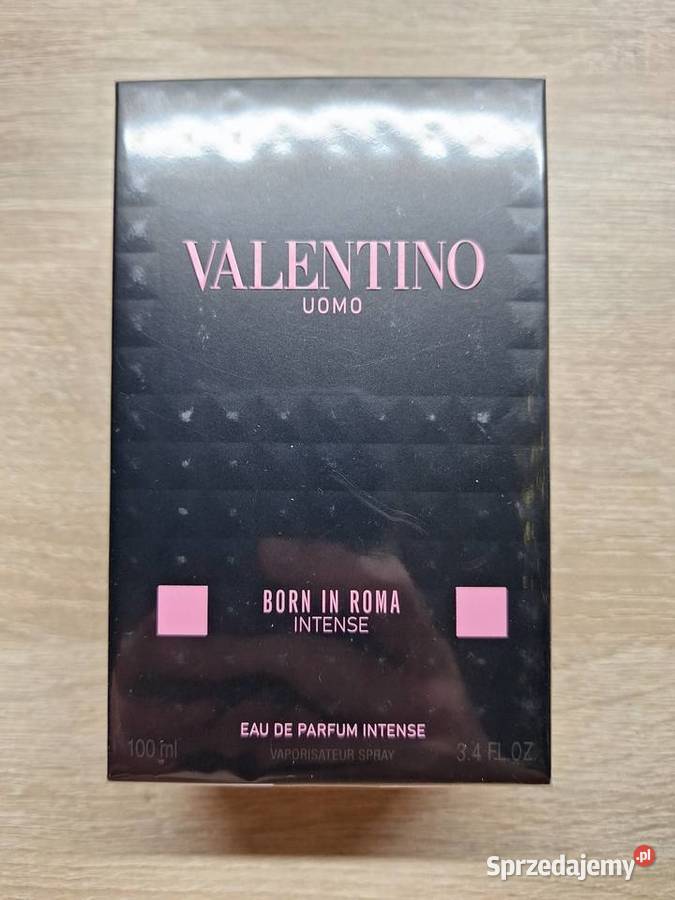 VALENTINO
UOMO
BORN IN ROMA
INTENSE
EAU DE PARFUM INTENSE
100 ml VAPORISATEUR SPRAY 3.4 FL.OZ
Sprzedajemy.pl